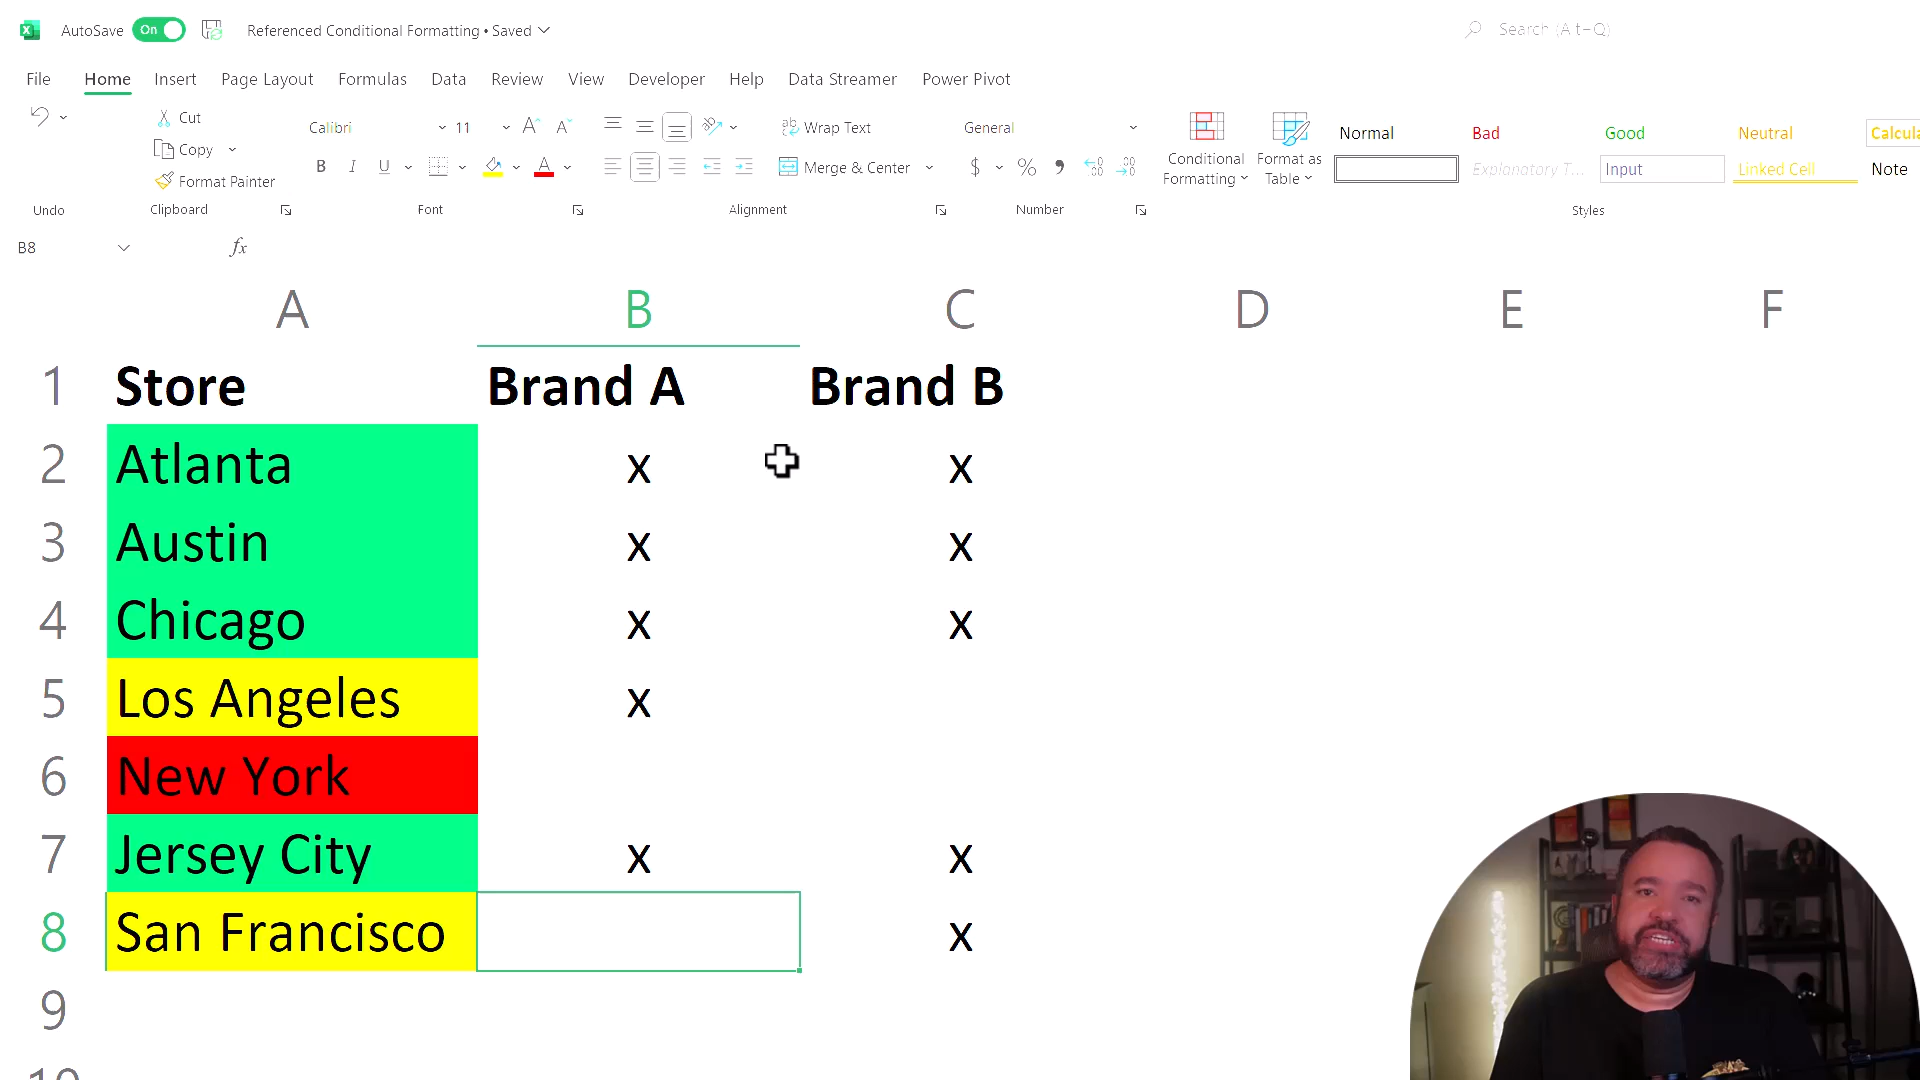 AutoSave On Referenced Conditional Formatting • Saved Search (Alt+Q)
File Home Insert Page Layout Formulas Data Review View Developer Help Data Streamer Power Pivot
Cut
Copy
Format Painter
Calibri 11
B I U A
Wrap Text
Merge & Center
General
$ % 9
Conditional
Formatting
Format as
Table
Normal Bad Good Neutral
Explanatory T... Input Linked Cell Note
Undo Clipboard Font Alignment Number Styles
B8 fx
A B C D E F
1 Store Brand A Brand B
2 Atlanta x x
3 Austin x x
4 Chicago x x
5 Los Angeles x
6 New York
7 Jersey City x x
8 San Francisco x
9